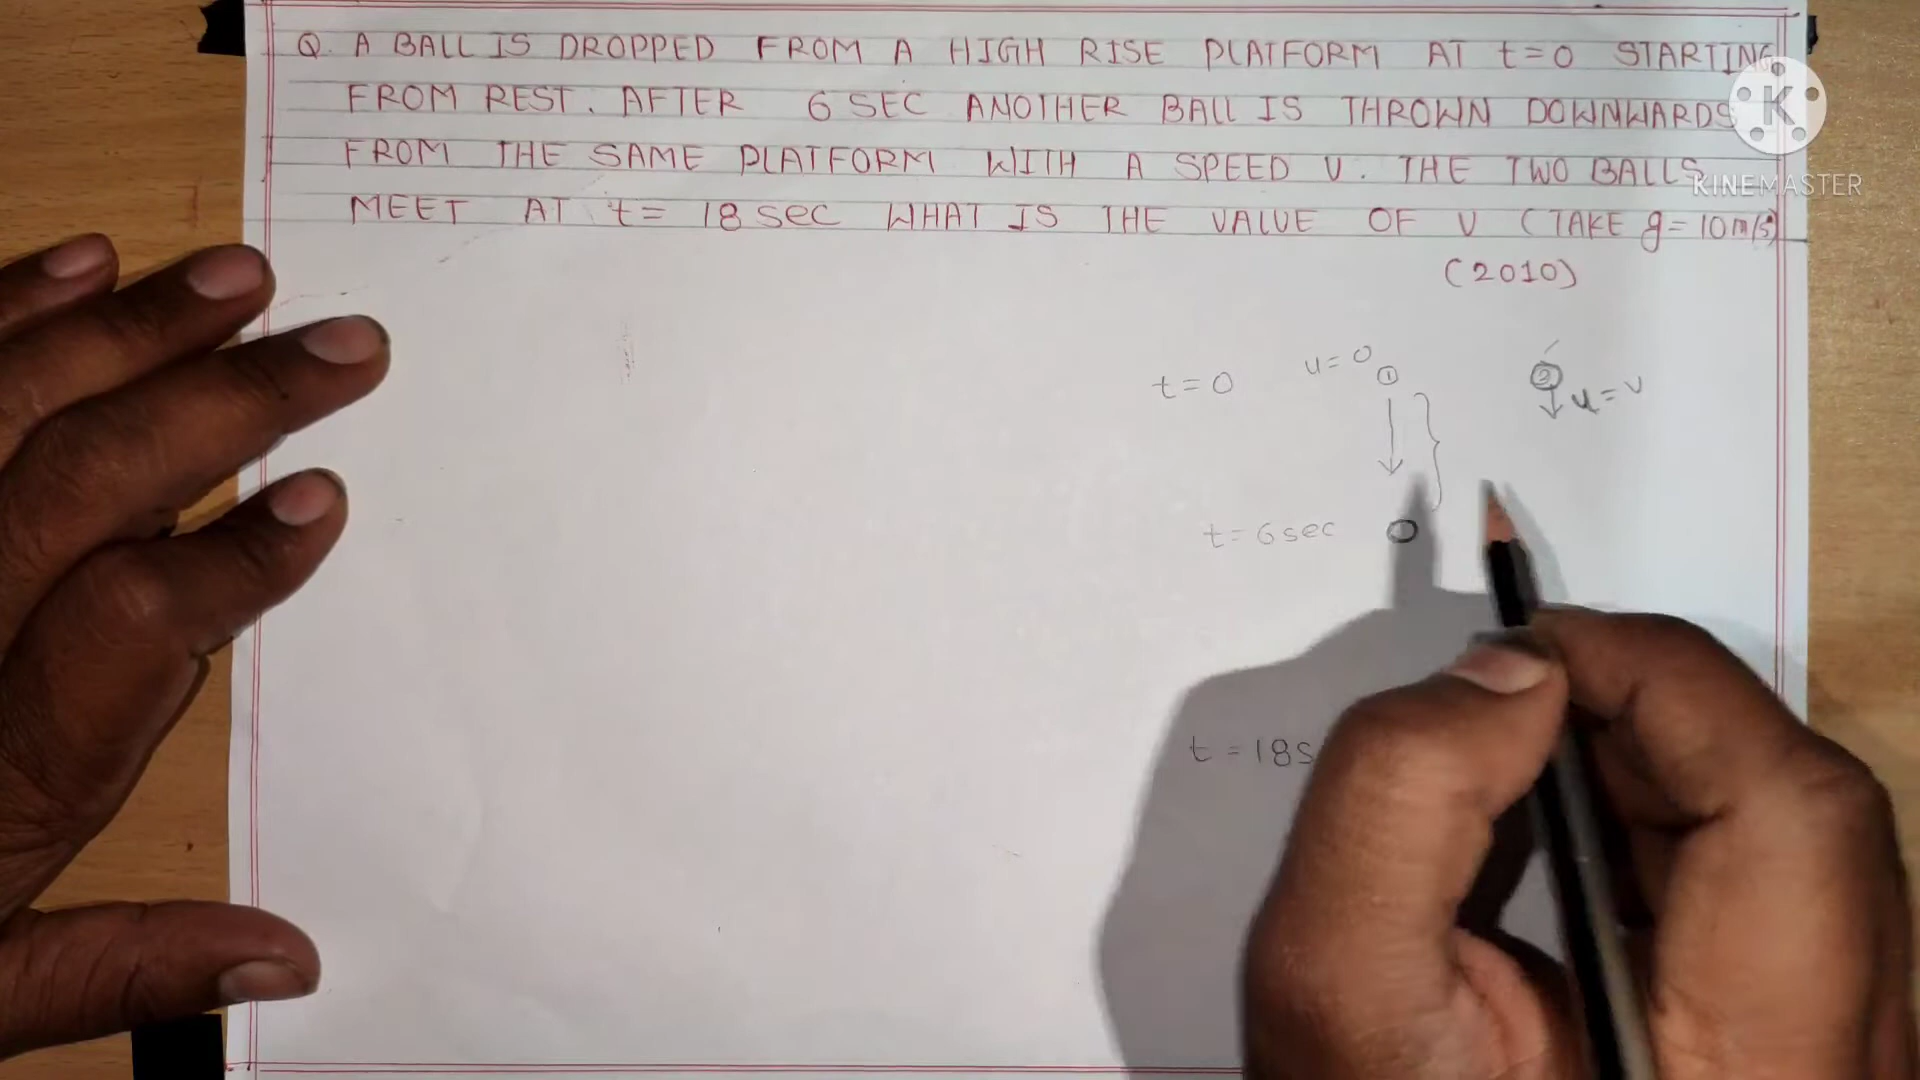 Q. A BALL IS DROPPED FROM A HIGH RISE PLATFORM AT t=0 STARTING
FROM REST. AFTER 6 SEC ANOTHER BALL IS THROWN DOWNWARDS
FROM THE SAME PLATFORM WITH A SPEED V. THE TWO BALLS
MEET AT t= 18 SEC WHAT IS THE VALUE OF V (TAKE g=10m/s²)
(2010)
K
KINEMASTER
t=0 u=0 1 2 u=v
t=6sec
t=18s